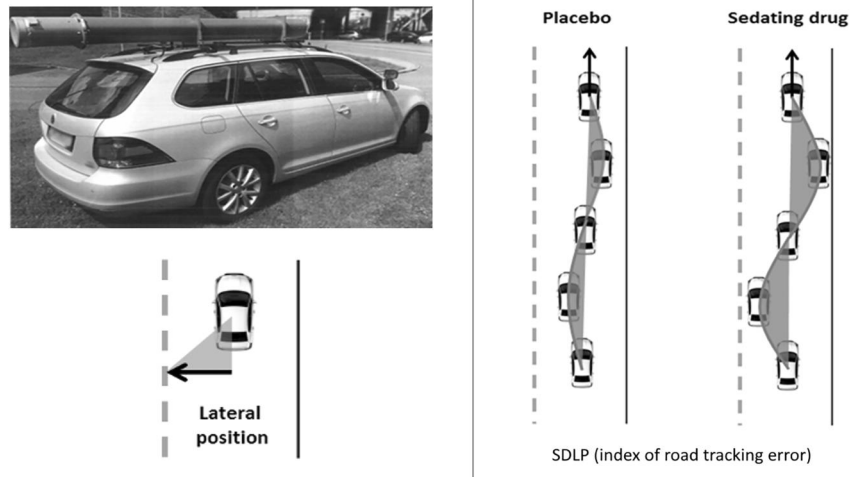 Lateral
position
Placebo
Sedating drug
SDLP (index of road tracking error)